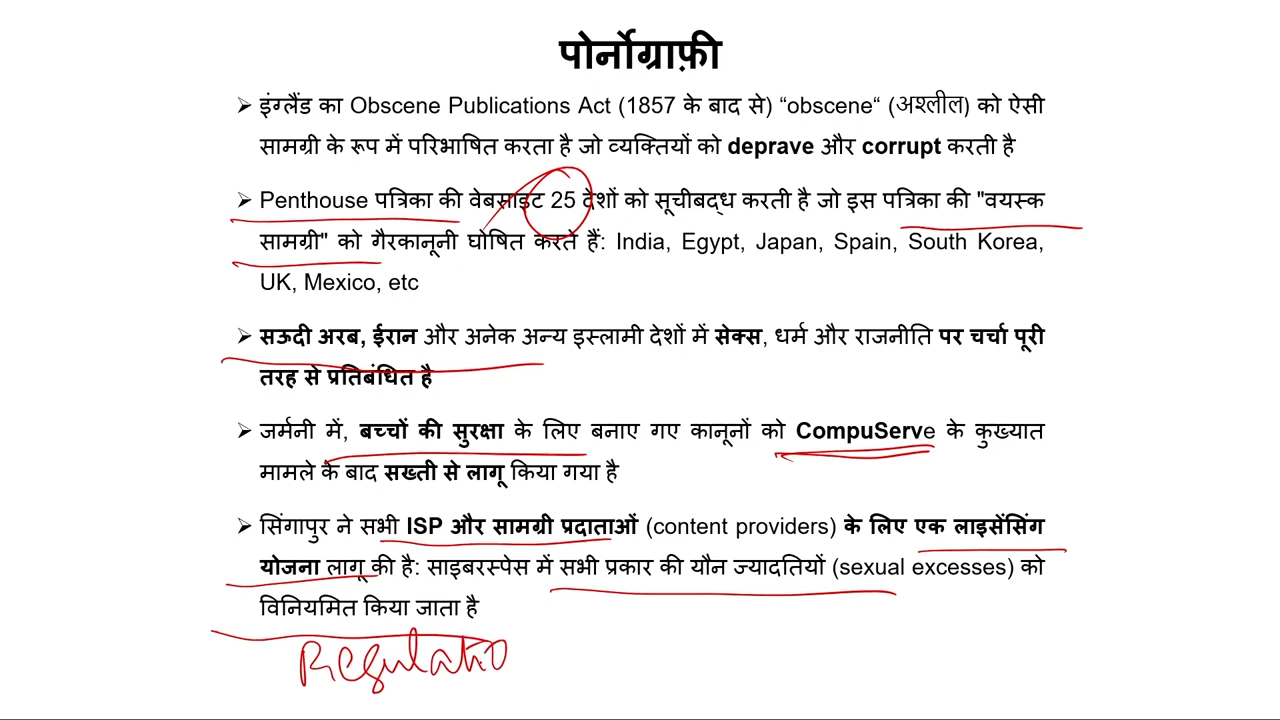 पोर्नोग्राफ़ी
➢ इंग्लैंड का Obscene Publications Act (1857 के बाद से) “obscene“ (अश्लील) को ऐसी
सामग्री के रूप में परिभाषित करता है जो व्यक्तियों को deprave और corrupt करती है
➢ Penthouse पत्रिका की वेबसाइट 25 देशों को सूचीबद्ध करती है जो इस पत्रिका की "वयस्क
सामग्री" को गैरकानूनी घोषित करते हैं: India, Egypt, Japan, Spain, South Korea,
UK, Mexico, etc
➢ सऊदी अरब, ईरान और अनेक अन्य इस्लामी देशों में सेक्स, धर्म और राजनीति पर चर्चा पूरी
तरह से प्रतिबंधित है
➢ जर्मनी में, बच्चों की सुरक्षा के लिए बनाए गए कानूनों को CompuServe के कुख्यात
मामले के बाद सख्ती से लागू किया गया है
➢ सिंगापुर ने सभी ISP और सामग्री प्रदाताओं (content providers) के लिए एक लाइसेंसिंग
योजना लागू की है: साइबरस्पेस में सभी प्रकार की यौन ज्यादतियों (sexual excesses) को
विनियमित किया जाता है
Regulatio